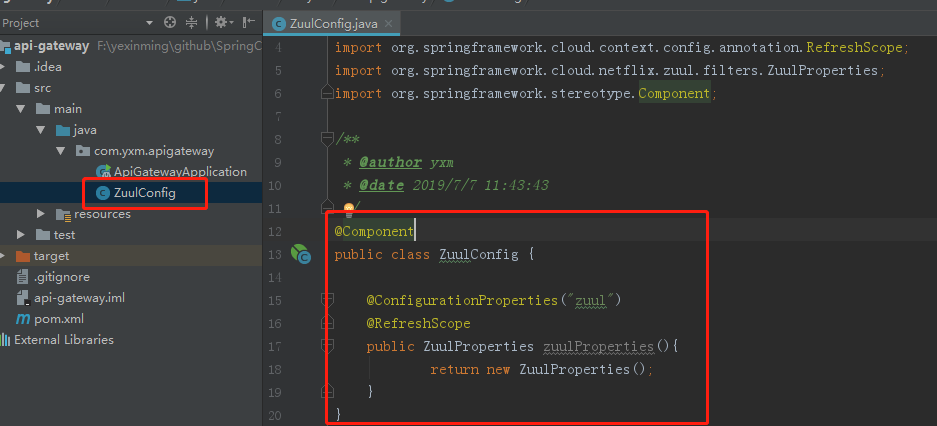 Project
api-gateway F:\yexinming\github\SpringC
.idea
src
main
java
com.yxm.apigateway
ApiGatewayApplication
ZuulConfig
resources
test
target
.gitignore
api-gateway.iml
pom.xml
External Libraries
ZuulConfig.java
4 import org.springframework.cloud.context.config.annotation.RefreshScope;
5 import org.springframework.cloud.netflix.zuul.filters.ZuulProperties;
6 import org.springframework.stereotype.Component;
7
8 /**
9 * @author yxm
10 * @date 2019/7/7 11:43:43
11 */
12 @Component
13 public class ZuulConfig {
14
15 @ConfigurationProperties("zuul")
16 @RefreshScope
17 public ZuulProperties zuulProperties(){
18 return new ZuulProperties();
19 }
20 }